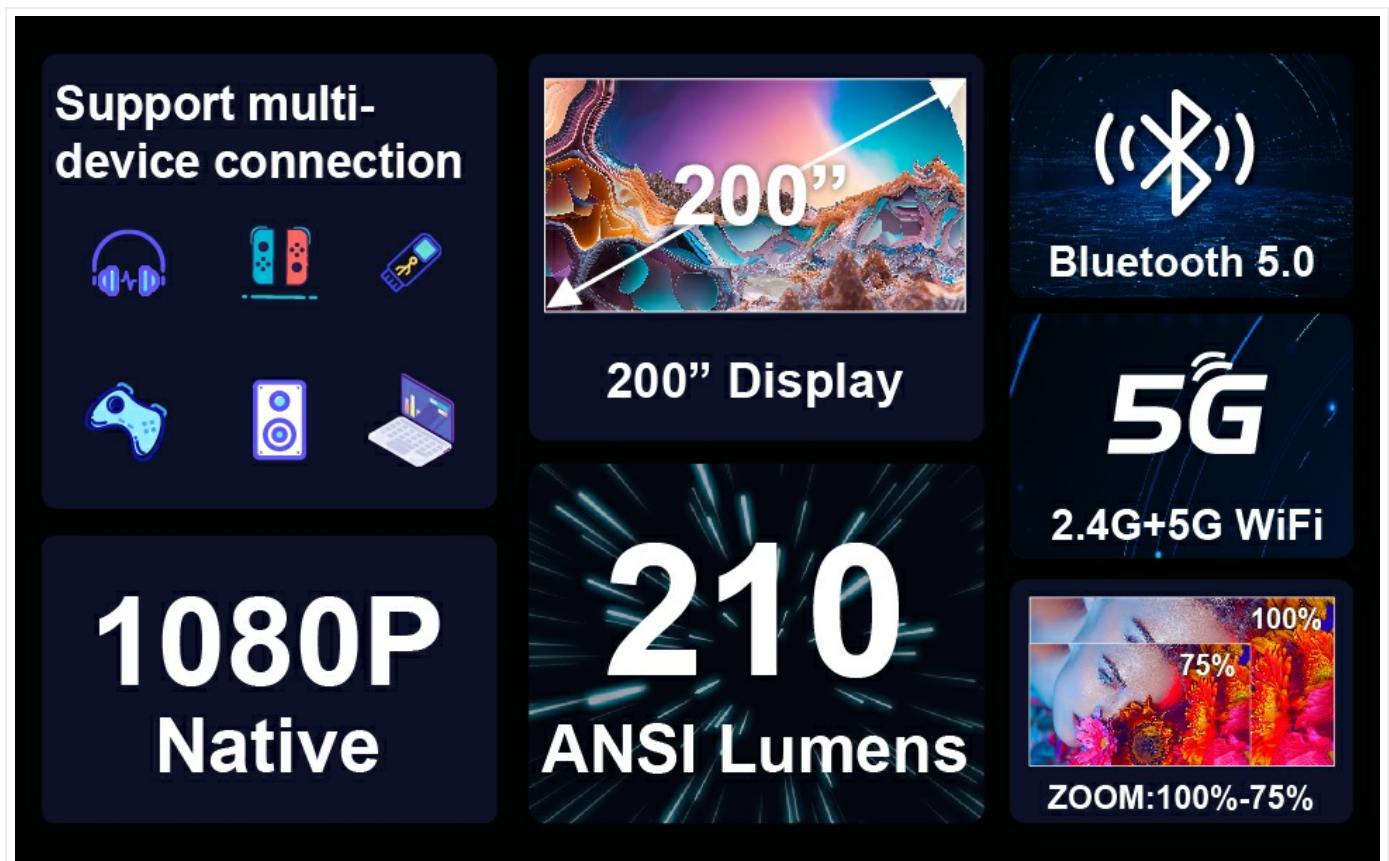 Support multi-
device connection
1080P
Native
200”
200” Display
210
ANSI Lumens
Bluetooth 5.0
5G
2.4G+5G WiFi
100%
75%
ZOOM:100%-75%